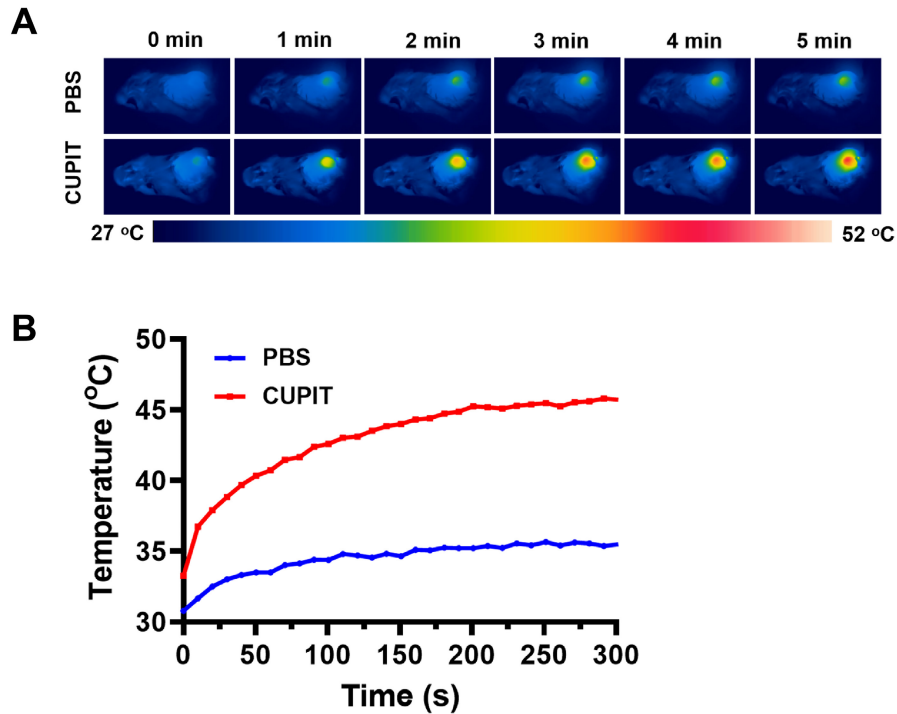 A
0 min 1 min 2 min 3 min 4 min 5 min
PBS
CUPIT
27 ºC 52 ºC
B
PBS
CUPIT
Temperature (ºC)
50
45
40
35
30
0 50 100 150 200 250 300
Time (s)